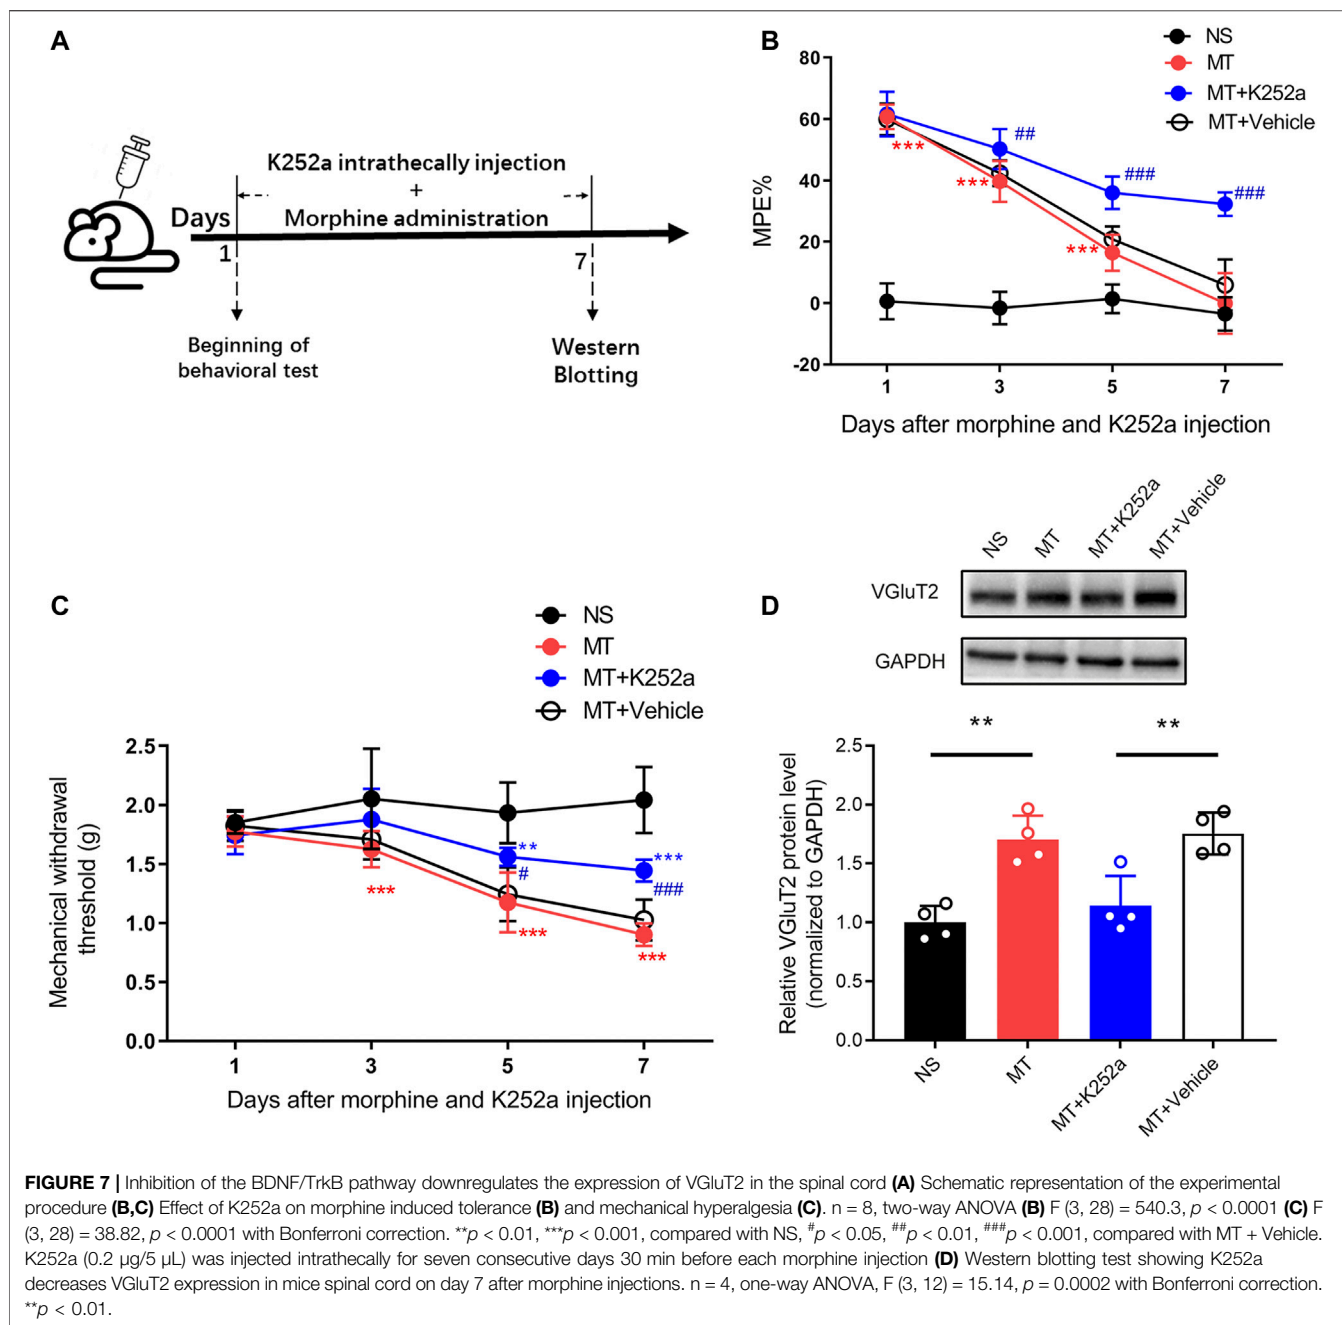 A
K252a intrathecally injection
+
Days
Morphine administration
1
7
Beginning of
behavioral test
Western
Blotting
B
NS
MT
MT+K252a
MT+Vehicle
80
60
40
20
0
-20
MPE%
***
##
***
###
***
###
1
3
5
7
Days after morphine and K252a injection
C
NS
MT
MT+K252a
MT+Vehicle
2.5
2.0
1.5
1.0
0.5
0.0
Mechanical withdrawal
threshold (g)
***
**
#
***
***
###
***
1
3
5
7
Days after morphine and K252a injection
D
NS
MT
MT+K252a
MT+Vehicle
VGluT2
GAPDH
**
**
2.5
2.0
1.5
1.0
0.5
0.0
Relative VGluT2 protein level
(normalized to GAPDH)
NS
MT
MT+K252a
MT+Vehicle
FIGURE 7 | Inhibition of the BDNF/TrkB pathway downregulates the expression of VGluT2 in the spinal cord (A) Schematic representation of the experimental
procedure (B,C) Effect of K252a on morphine induced tolerance (B) and mechanical hyperalgesia (C). n = 8, two-way ANOVA (B) F (3, 28) = 540.3, p < 0.0001 (C) F
(3, 28) = 38.82, p < 0.0001 with Bonferroni correction. **p < 0.01, ***p < 0.001, compared with NS, #p < 0.05, ##p < 0.01, ###p < 0.001, compared with MT + Vehicle.
K252a (0.2 μg/5 μL) was injected intrathecally for seven consecutive days 30 min before each morphine injection (D) Western blotting test showing K252a
decreases VGluT2 expression in mice spinal cord on day 7 after morphine injections. n = 4, one-way ANOVA, F (3, 12) = 15.14, p = 0.0002 with Bonferroni correction.
**p < 0.01.